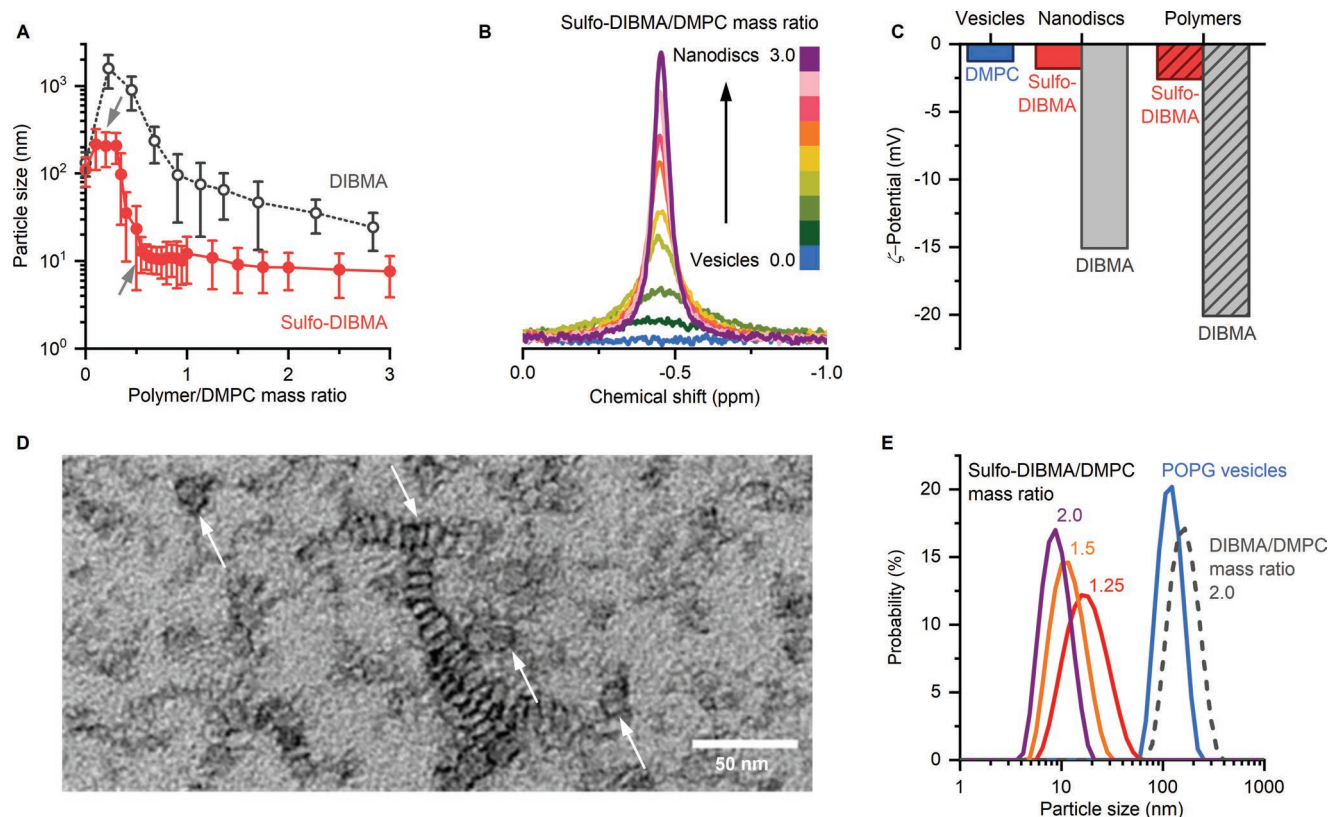 A
Particle size (nm)
10³
10²
10¹
10⁰
0
1
2
3
Polymer/DMPC mass ratio
DIBMA
Sulfo-DIBMA
B
Sulfo-DIBMA/DMPC mass ratio
Nanodiscs
3.0
Vesicles
0.0
0.0
-0.5
-1.0
Chemical shift (ppm)
C
Vesicles
Nanodiscs
Polymers
0
-5
-10
-15
-20
ζ–Potential (mV)
DMPC
Sulfo-
DIBMA
DIBMA
Sulfo-
DIBMA
DIBMA
D
50 nm
E
Sulfo-DIBMA/DMPC
mass ratio
2.0
1.5
1.25
POPG vesicles
DIBMA/DMPC
mass ratio
2.0
Probability (%)
20
15
10
5
0
1
10
100
1000
Particle size (nm)